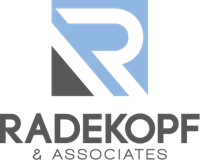 R
RADEKOPF
& ASSOCIATES